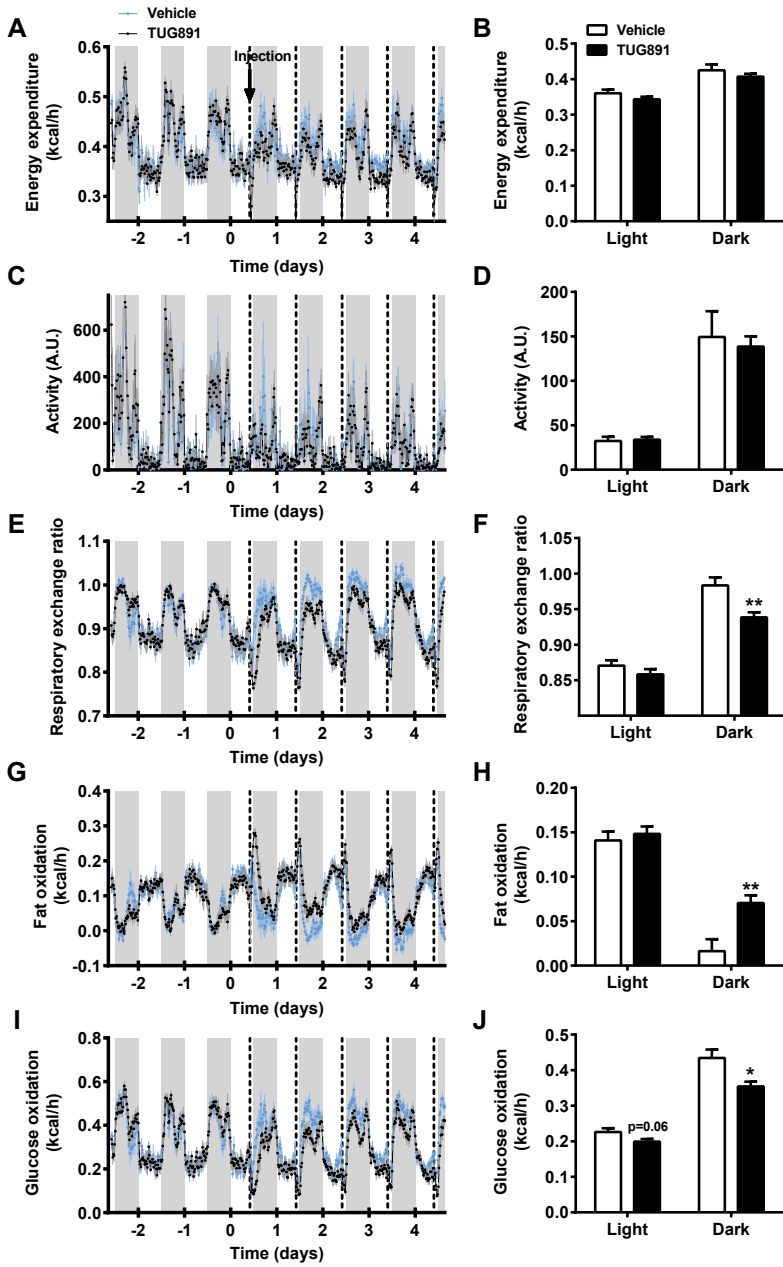 A
Vehicle
TUG891
Injection
Energy expenditure
(kcal/h)
0.6
0.5
0.4
0.3
-2 -1 0 1 2 3 4
Time (days)
B
Vehicle
TUG891
Energy expenditure
(kcal/h)
0.5
0.4
0.3
0.2
0.1
0.0
Light Dark
C
Activity (A.U.)
600
400
200
0
-2 -1 0 1 2 3 4
Time (days)
D
Activity (A.U.)
200
150
100
50
0
Light Dark
E
Respiratory exchange ratio
1.1
1.0
0.9
0.8
0.7
-2 -1 0 1 2 3 4
Time (days)
F
Respiratory exchange ratio
1.05
1.00
0.95
0.90
0.85
**
Light Dark
G
Fat oxidation
(kcal/h)
0.4
0.3
0.2
0.1
0.0
-0.1
-2 -1 0 1 2 3 4
Time (days)
H
Fat oxidation
(kcal/h)
0.20
0.15
0.10
0.05
0.00
**
Light Dark
I
Glucose oxidation
(kcal/h)
0.8
0.6
0.4
0.2
0.0
-2 -1 0 1 2 3 4
Time (days)
J
Glucose oxidation
(kcal/h)
0.5
0.4
0.3
0.2
0.1
0.0
p=0.06
*
Light Dark